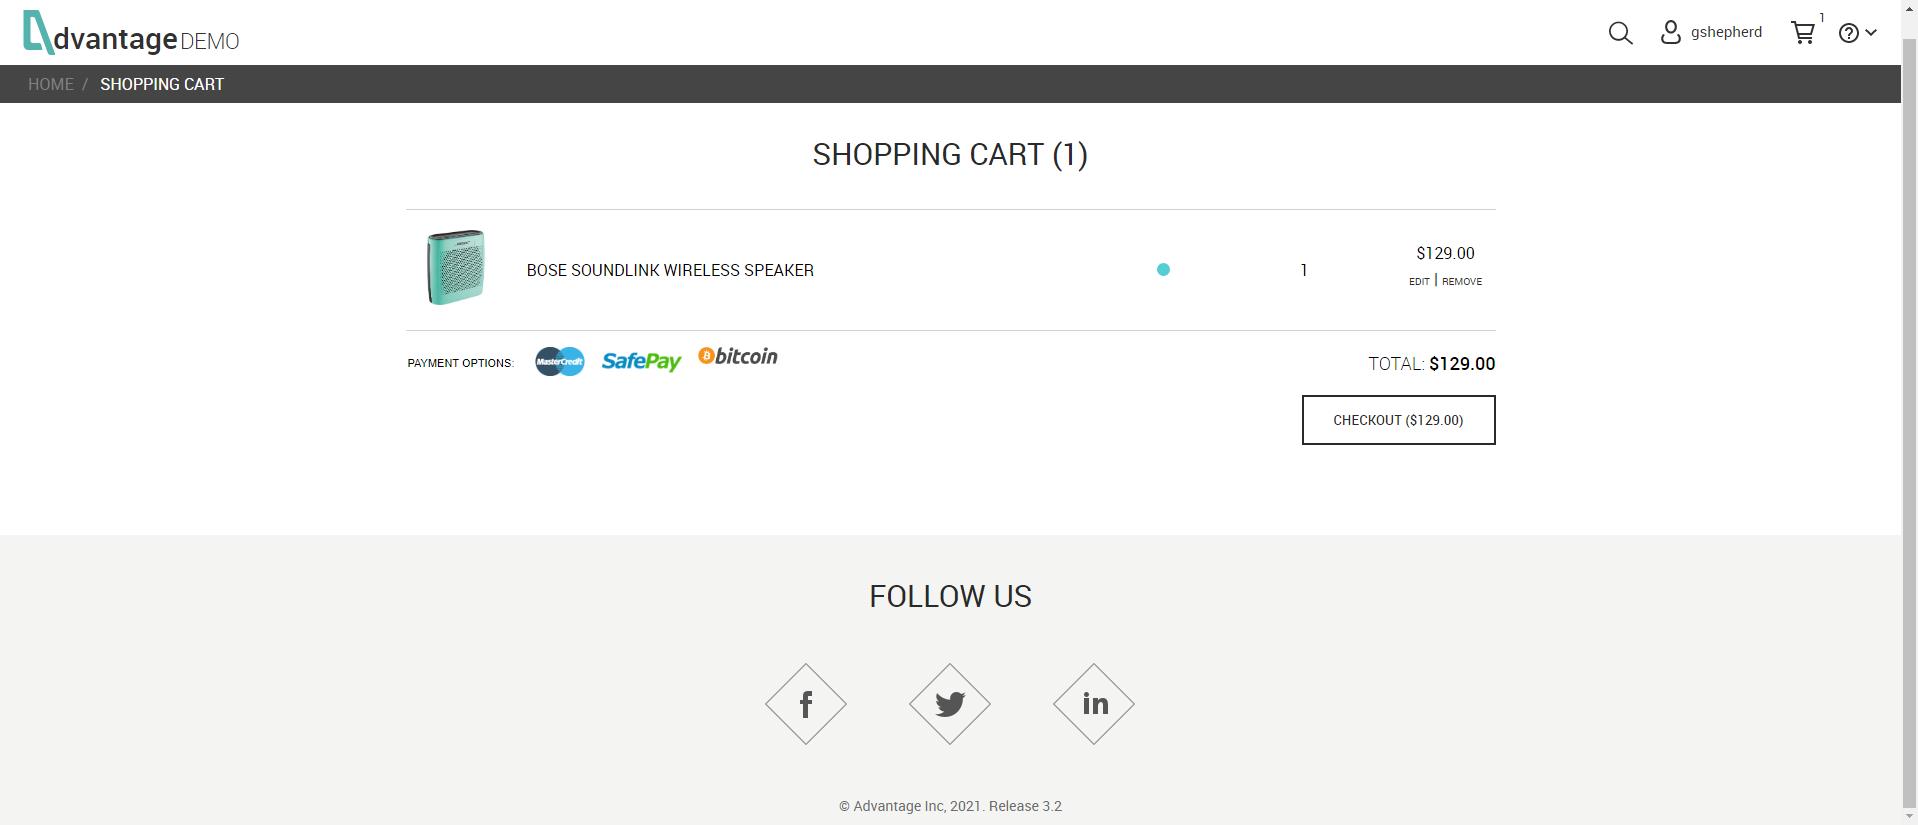 dvantage DEMO
gshepherd
1
HOME / SHOPPING CART
SHOPPING CART (1)
BOSE SOUNDLINK WIRELESS SPEAKER
1
$129.00
EDIT | REMOVE
PAYMENT OPTIONS:
MasterCredit
SafePay
bitcoin
TOTAL: $129.00
CHECKOUT ($129.00)
FOLLOW US
f
in
© Advantage Inc, 2021. Release 3.2